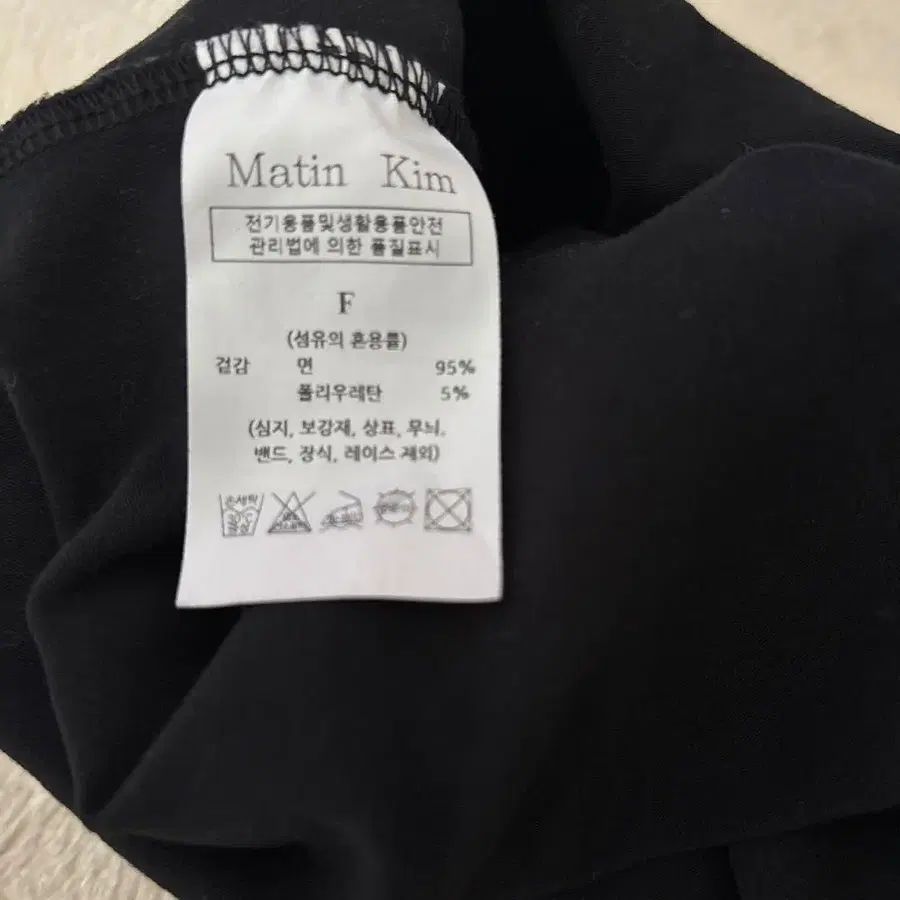 Matin Kim
전기용품및생활용품안전
관리법에 의한 품질표시
F
(섬유의 혼용률)
겉감 면 95%
폴리우레탄 5%
(심지, 보강재, 상표, 무늬,
밴드, 장식, 레이스 제외)
손세탁